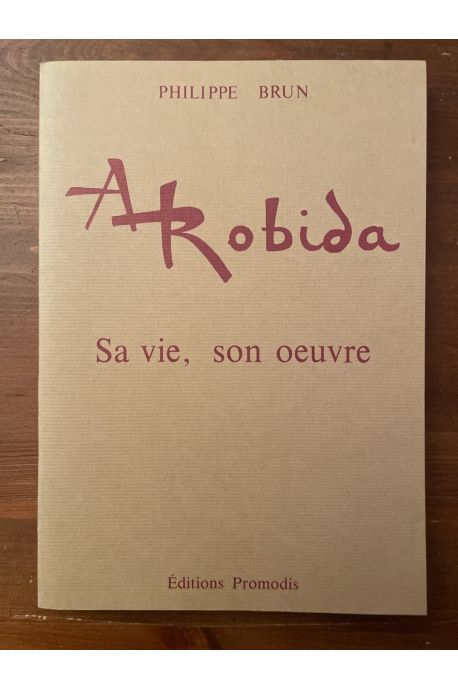 PHILIPPE BRUN
A Robida
Sa vie, son oeuvre
Éditions Promodis